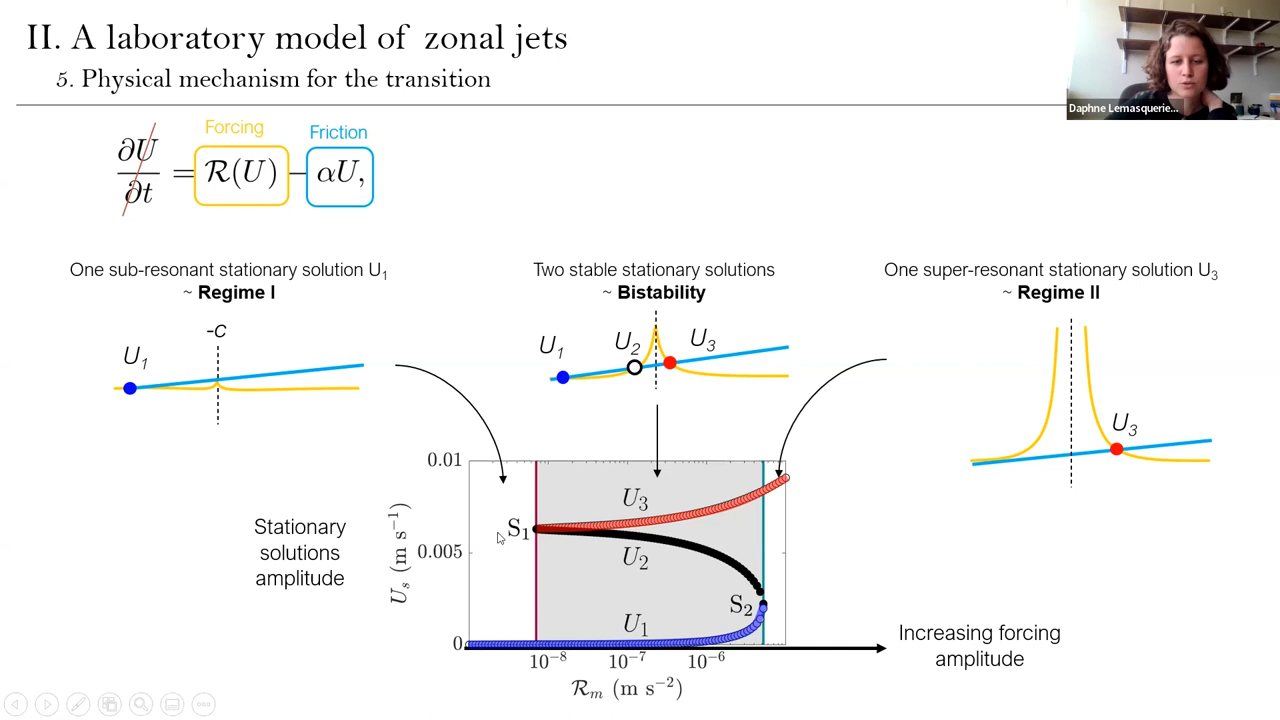 II. A laboratory model of zonal jets
5. Physical mechanism for the transition
Daphne Lemasquerie...
Forcing
Friction
∂U/∂t = R(U) − αU,
One sub-resonant stationary solution U₁
~ Regime I
Two stable stationary solutions
~ Bistability
One super-resonant stationary solution U₃
~ Regime II
-c
U₁
U₁
U₂
U₃
U₃
Stationary
solutions
amplitude
Uₛ (m s⁻¹)
0.01
0.005
0
S₁
U₃
U₂
S₂
U₁
10⁻⁸
10⁻⁷
10⁻⁶
Rₘ (m s⁻²)
Increasing forcing
amplitude